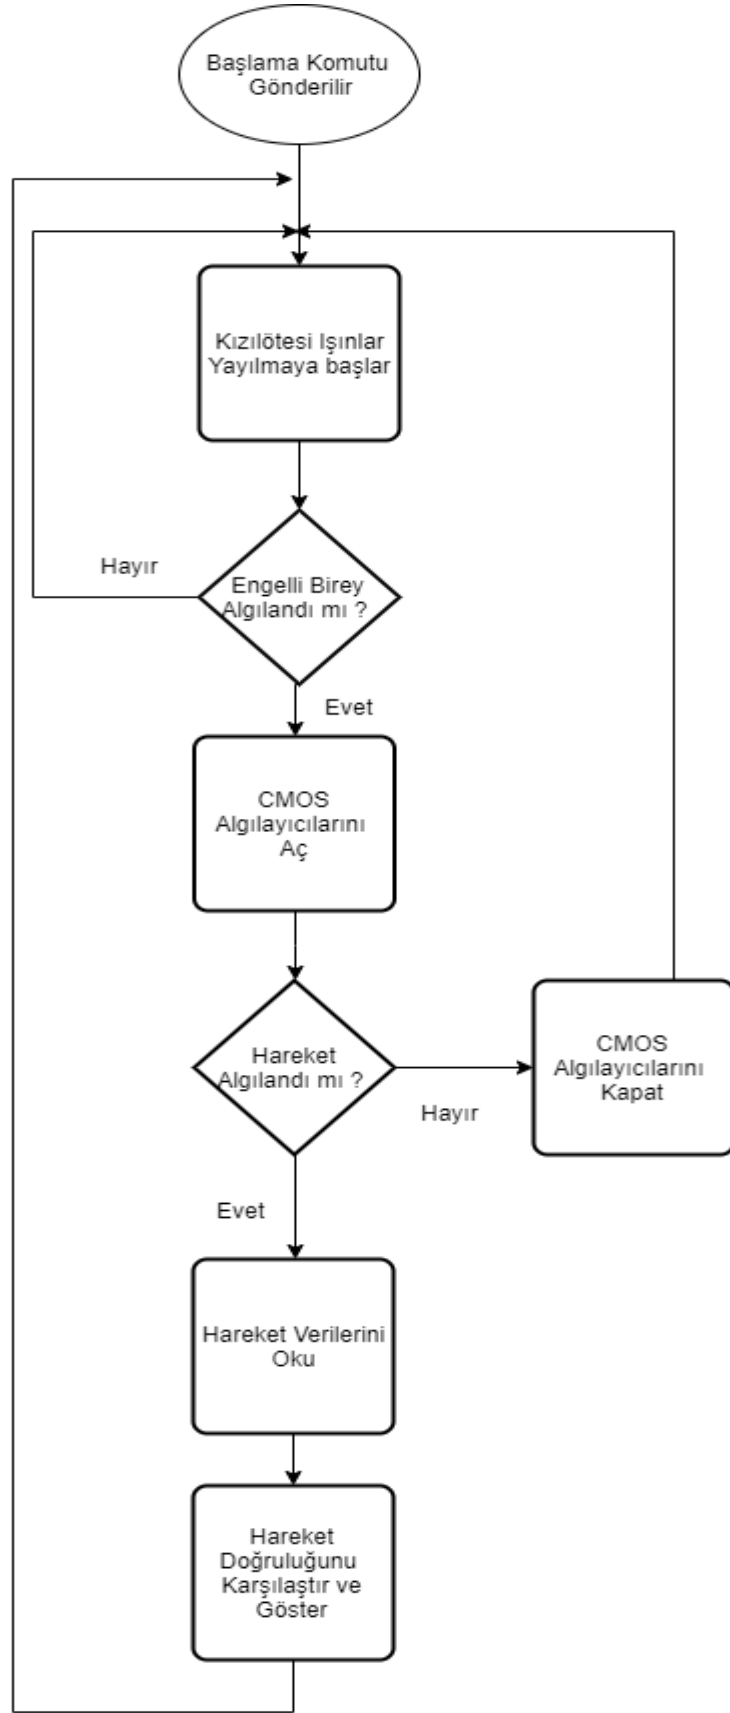 Başlama Komutu
Gönderilir
Kızılötesi Işınlar
Yayılmaya başlar
Hayır
Engelli Birey
Algılandı mı ?
Evet
CMOS
Algılayıcılarını
Aç
Hareket
Algılandı mı ?
Hayır
CMOS
Algılayıcılarını
Kapat
Evet
Hareket Verilerini
Oku
Hareket
Doğruluğunu
Karşılaştır ve
Göster